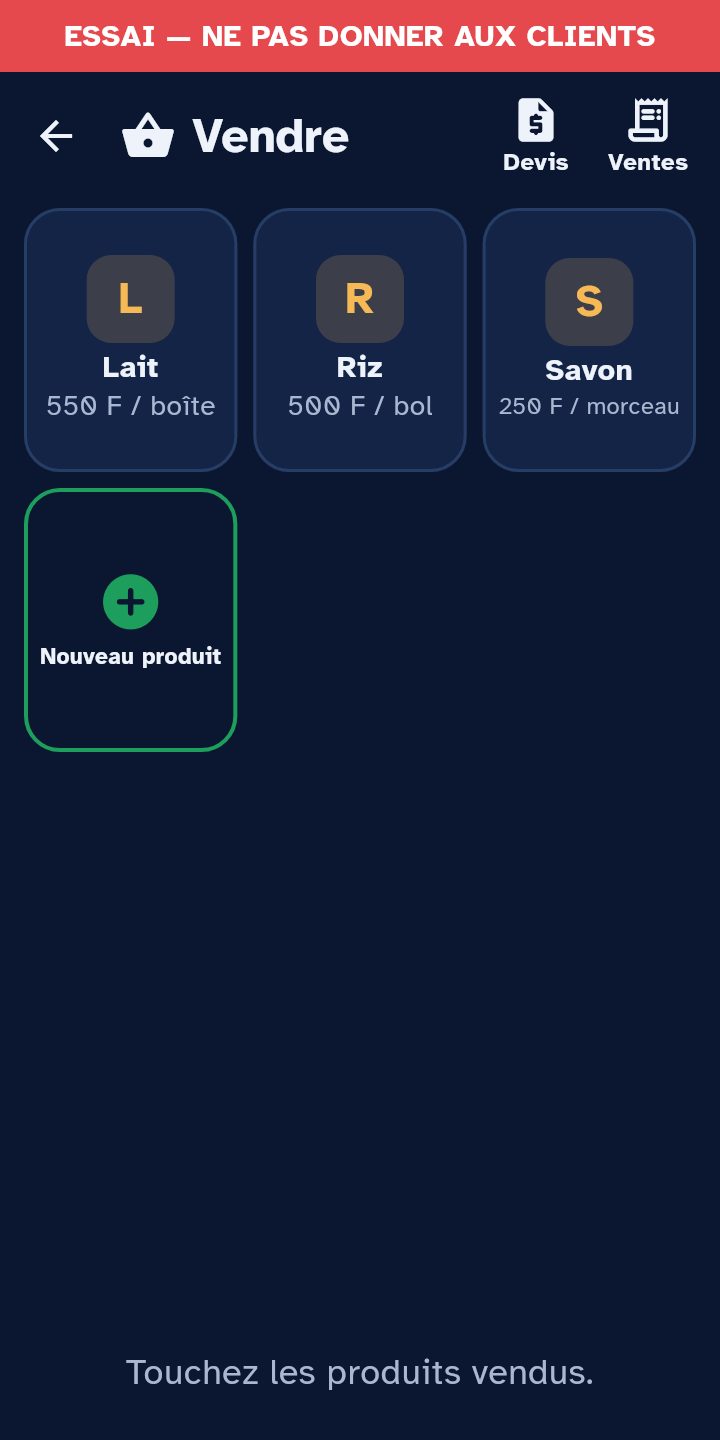 ESSAI — NE PAS DONNER AUX CLIENTS
Vendre
Devis
Ventes
L
Lait
550 F / boîte
R
Riz
500 F / bol
S
Savon
250 F / morceau
Nouveau produit
Touchez les produits vendus.